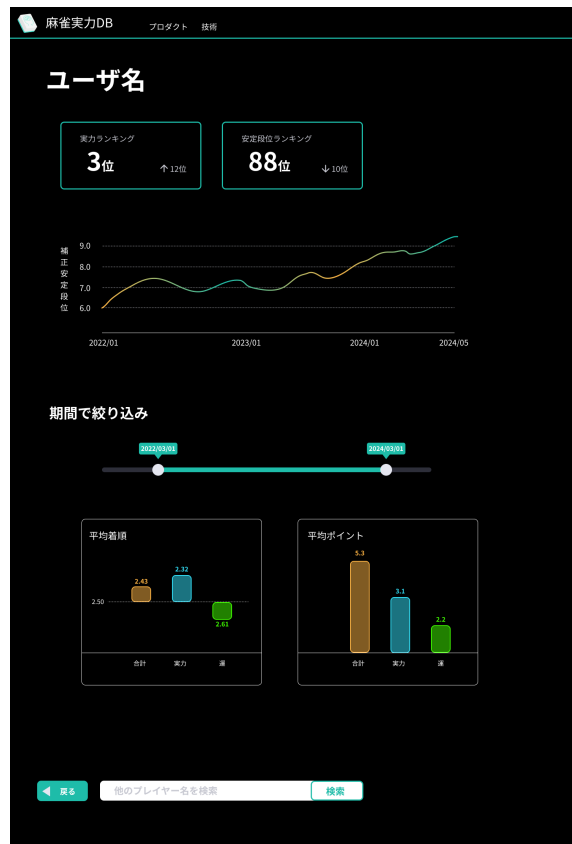 麻雀実力DB
プロダクト 技術
ユーザ名
実力ランキング
3位 ↑12位
安定段位ランキング
88位 ↓10位
補正安定段位
9.0
8.0
7.0
6.0
2022/01 2023/01 2024/01 2024/05
期間で絞り込み
2022/03/01 2024/03/01
平均着順
2.32
2.43
2.50
2.61
合計 実力 運
平均ポイント
5.3
3.1
2.2
合計 実力 運
戻る
他のプレイヤー名を検索
検索